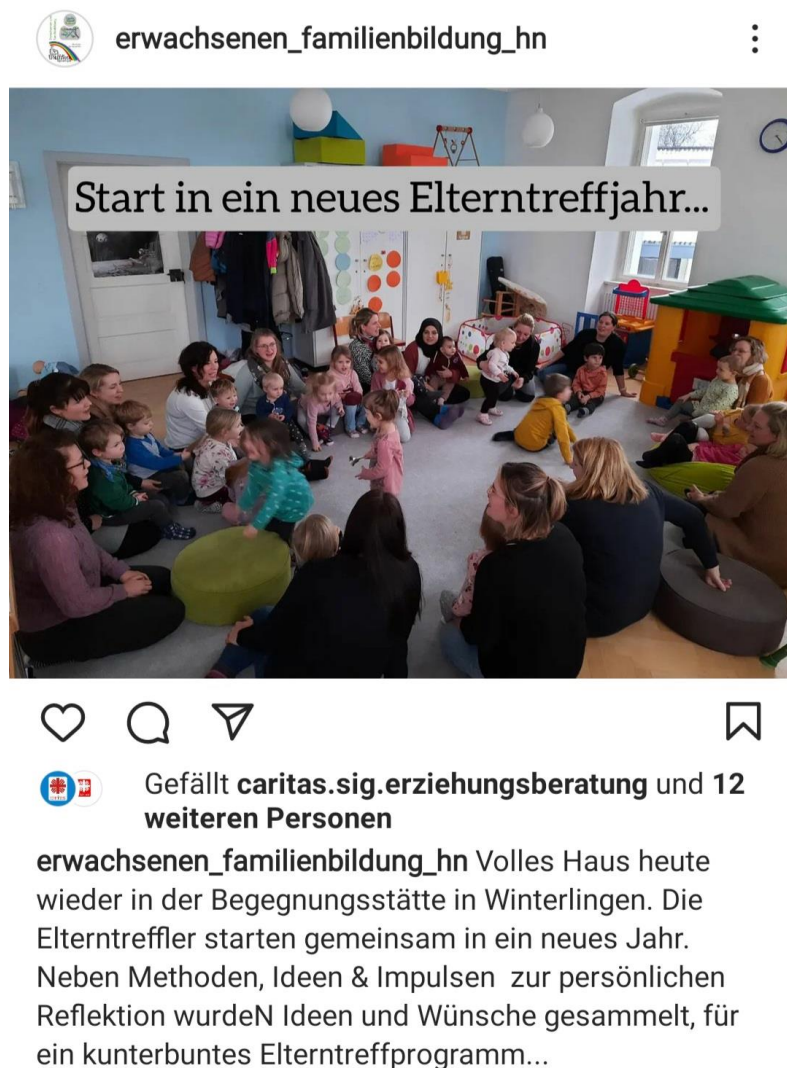 erwachsenen_familienbildung_hn
Start in ein neues Elterntreffjahr...
Gefällt caritas.sig.erziehungsberatung und 12
weiteren Personen
erwachsenen_familienbildung_hn Volles Haus heute
wieder in der Begegnungsstätte in Winterlingen. Die
Elterntreffler starten gemeinsam in ein neues Jahr.
Neben Methoden, Ideen & Impulsen  zur persönlichen
Reflektion wurdeN Ideen und Wünsche gesammelt, für
ein kunterbuntes Elterntreffprogramm...